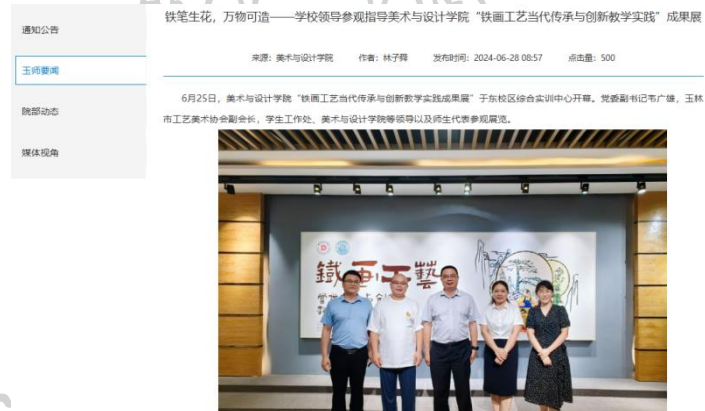 铁笔生花，万物可造——学校领导参观指导美术与设计学院“铁画工艺当代传承与创新教学实践”成果展
通知公告
玉师要闻
院部动态
媒体视角
来源：美术与设计学院 作者：林子舜 发布时间：2024-06-28 08:57 点击量：500
6月25日，美术与设计学院“铁画工艺当代传承与创新教学实践成果展”于东校区综合实训中心开幕。党委副书记韦广雄，玉林
市工艺美术协会副会长，学生工作处、美术与设计学院等领导以及师生代表参观展览。
鐵画工藝